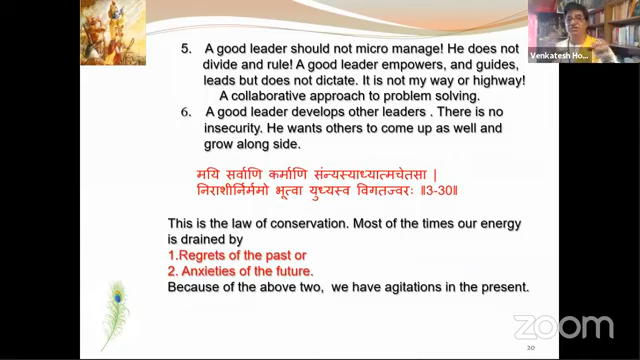 5. A good leader should not micro manage! He does not
divide and rule! A good leader empowers, and guides,
leads but does not dictate. It is not my way or highway!
A collaborative approach to problem solving.
6. A good leader develops other leaders . There is no
insecurity. He wants others to come up as well and
grow along side.
मयि सर्वाणि कर्माणि संन्यस्याध्यात्मचेतसा |
निराशीर्निर्ममो भूत्वा युध्यस्व विगतज्वरः ॥3-30॥
This is the law of conservation. Most of the times our energy
is drained by
1.Regrets of the past or
2. Anxieties of the future.
Because of the above two, we have agitations in the present.
Venkatesh Ho...
zoom
20